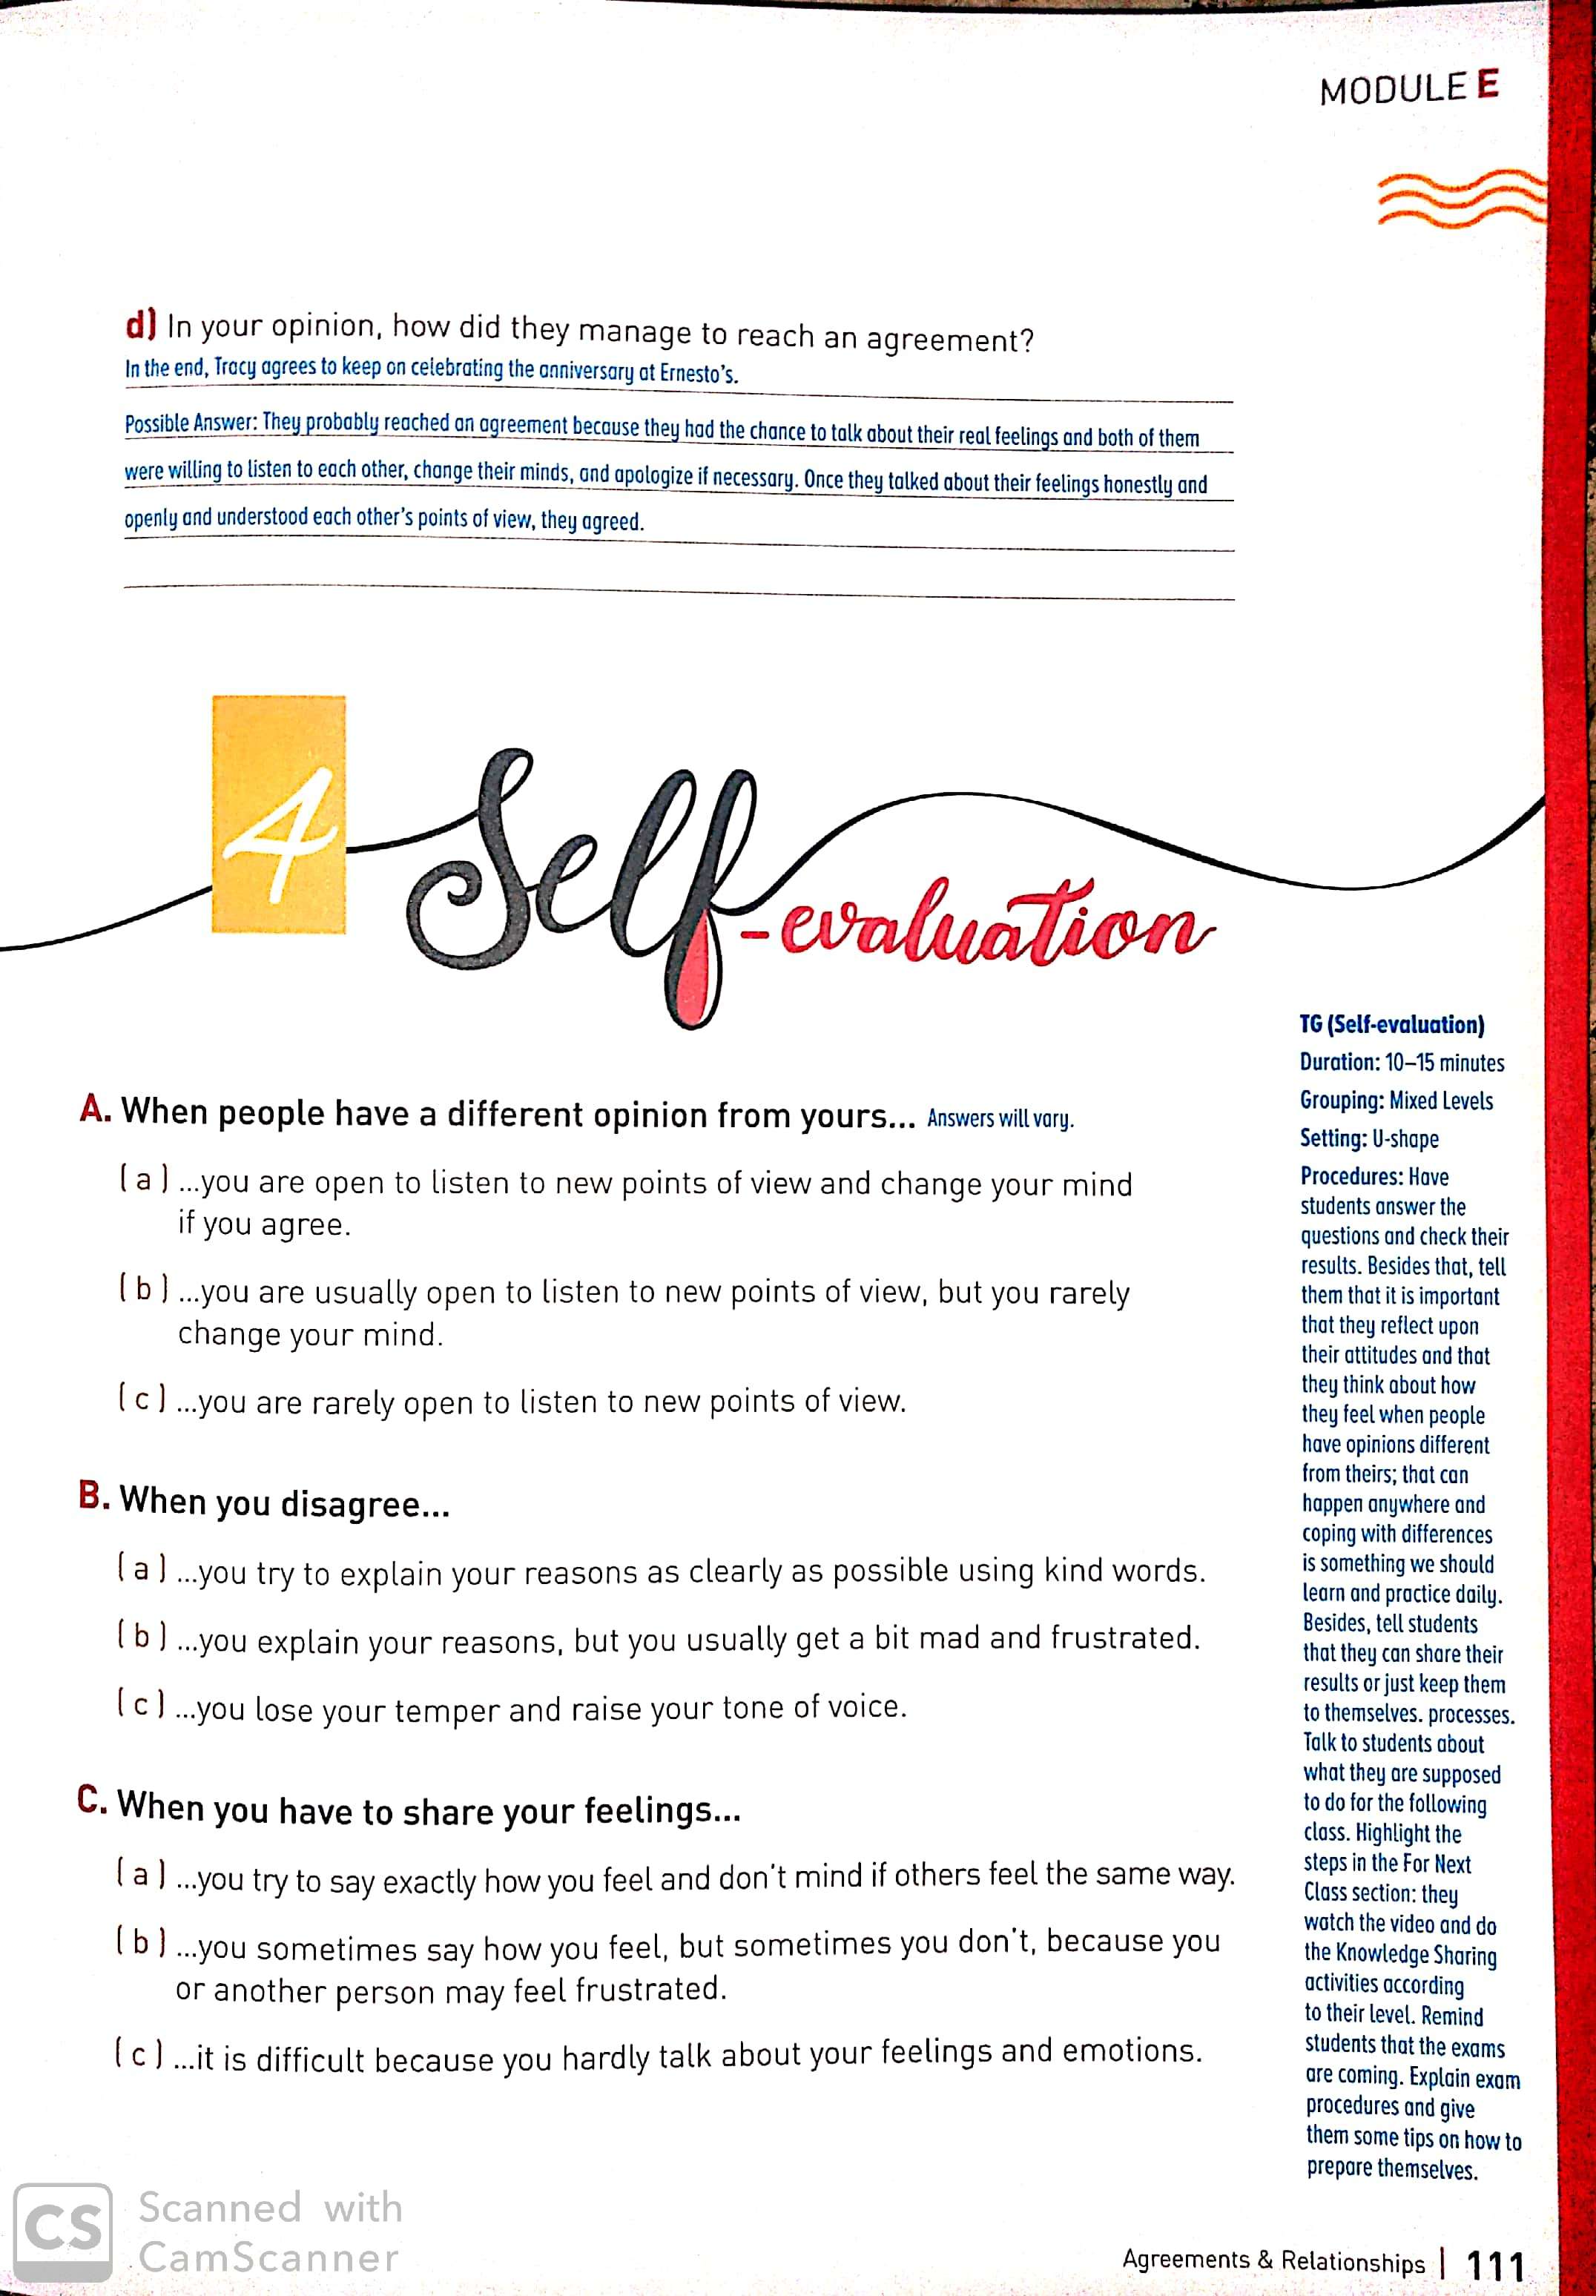 MODULE E
d) In your opinion, how did they manage to reach an agreement?
In the end, Tracy agrees to keep on celebrating the anniversary at Ernesto's.
Possible Answer: They probably reached an agreement because they had the chance to talk about their real feelings and both of them
were willing to listen to each other, change their minds, and apologize if necessary. Once they talked about their feelings honestly and
openly and understood each other's points of view, they agreed.
4 Self
-evaluation
A. When people have a different opinion from yours... Answers will vary.
(a) ...you are open to listen to new points of view and change your mind
if you agree.
(b) ...you are usually open to listen to new points of view, but you rarely
change your mind.
(c) ...you are rarely open to listen to new points of view.
B. When you disagree...
(a) ...you try to explain your reasons as clearly as possible using kind words.
(b) ...you explain your reasons, but you usually get a bit mad and frustrated.
(c) ...you lose your temper and raise your tone of voice.
C. When you have to share your feelings...
(a) ...you try to say exactly how you feel and don't mind if others feel the same way.
(b) ...you sometimes say how you feel, but sometimes you don't, because you
or another person may feel frustrated.
(c) ...it is difficult because you hardly talk about your feelings and emotions.
TG (Self-evaluation)
Duration: 10–15 minutes
Grouping: Mixed Levels
Setting: U-shape
Procedures: Have
students answer the
questions and check their
results. Besides that, tell
them that it is important
that they reflect upon
their attitudes and that
they think about how
they feel when people
have opinions different
from theirs; that can
happen anywhere and
coping with differences
is something we should
learn and practice daily.
Besides, tell students
that they can share their
results or just keep them
to themselves. processes.
Talk to students about
what they are supposed
to do for the following
class. Highlight the
steps in the For Next
Class section: they
watch the video and do
the Knowledge Sharing
activities according
to their level. Remind
students that the exams
are coming. Explain exam
procedures and give
them some tips on how to
prepare themselves.
CS Scanned with
CamScanner
Agreements & Relationships | 111